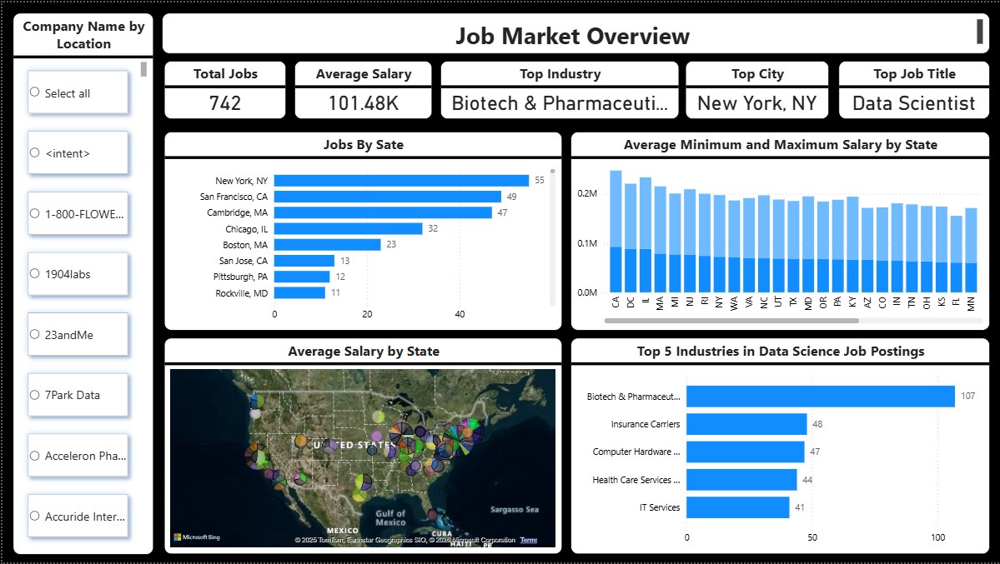 Company Name by
Location
Select all
<intent>
1-800-FLOWE...
1904labs
23andMe
7Park Data
Acceleron Pha...
Accuride Inter...
Job Market Overview
Total Jobs
742
Average Salary
101.48K
Top Industry
Biotech & Pharmaceuti...
Top City
New York, NY
Top Job Title
Data Scientist
Jobs By Sate
New York, NY 55
San Francisco, CA 49
Cambridge, MA 47
Chicago, IL 32
Boston, MA 23
San Jose, CA 13
Pittsburgh, PA 12
Rockville, MD 11
0 20 40
Average Minimum and Maximum Salary by State
0.2M
0.1M
0.0M
CA DC IL MA MI NJ RI NY WA VA NC UT TX MD OR PA KY AZ CO IN TN OH KS FL MN
Average Salary by State
UNITED STATES
Gulf of
Mexico
Sargasso Sea
MEXICO
CUBA
HAITI PR
Microsoft Bing
© 2025 TomTom, Earthstar Geographics SIO, © 2026 Microsoft Corporation Terms
Top 5 Industries in Data Science Job Postings
Biotech & Pharmaceut... 107
Insurance Carriers 48
Computer Hardware ... 47
Health Care Services ... 44
IT Services 41
0 50 100